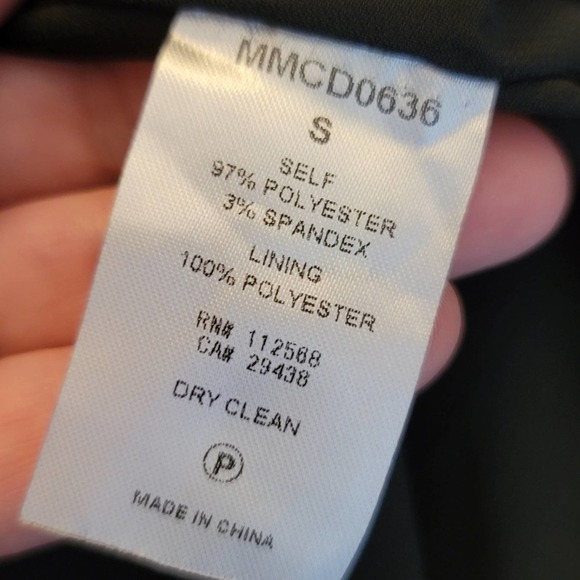 MMCD0636
S
SELF
97% POLYESTER
3% SPANDEX
LINING
100% POLYESTER
RN# 112568
CA# 29438
DRY CLEAN
P
MADE IN CHINA